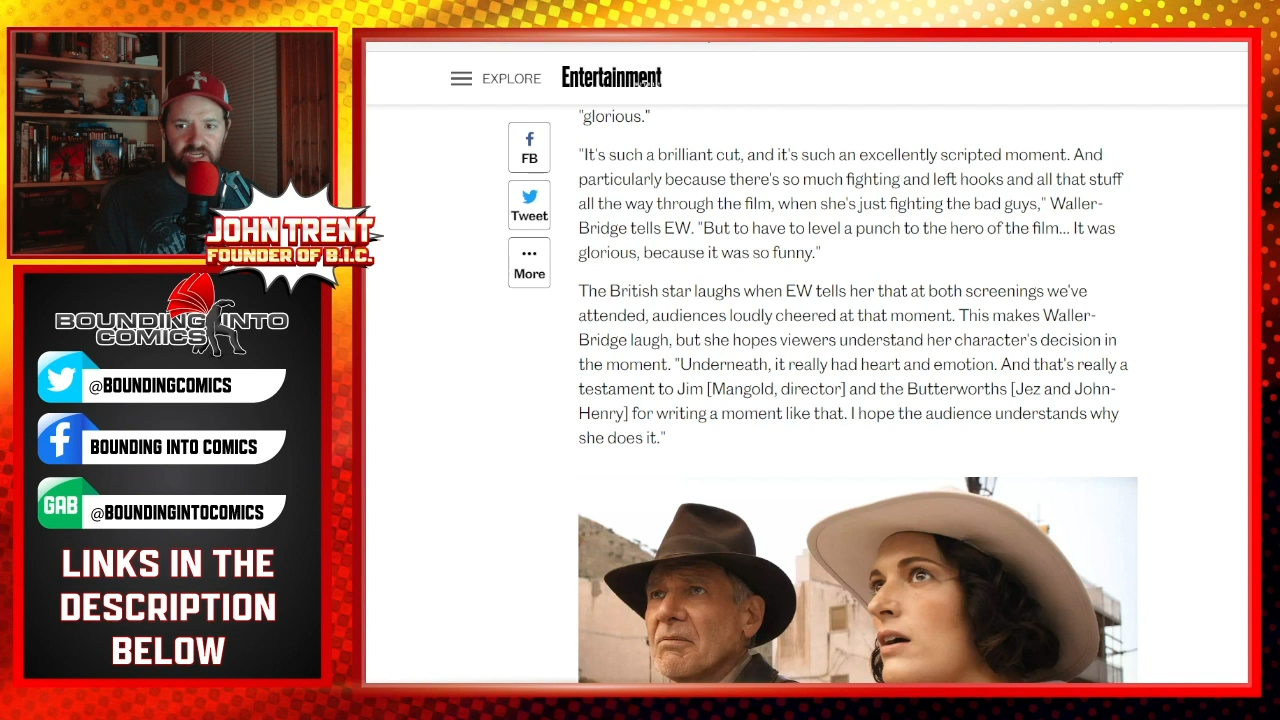 JOHN TRENT
FOUNDER OF B.I.C.
BOUNDING INTO
COMICS
@BOUNDINGCOMICS
BOUNDING INTO COMICS
GAB
@BOUNDINGINTOCOMICS
LINKS IN THE
DESCRIPTION
BELOW
EXPLORE
Entertainment
FB
Tweet
More
"glorious."
"It's such a brilliant cut, and it's such an excellently scripted moment. And
particularly because there's so much fighting and left hooks and all that stuff
all the way through the film, when she's just fighting the bad guys," Waller-
Bridge tells EW. "But to have to level a punch to the hero of the film... It was
glorious, because it was so funny."
The British star laughs when EW tells her that at both screenings we've
attended, audiences loudly cheered at that moment. This makes Waller-
Bridge laugh, but she hopes viewers understand her character's decision in
the moment. "Underneath, it really had heart and emotion. And that's really a
testament to Jim [Mangold, director] and the Butterworths [Jez and John-
Henry] for writing a moment like that. I hope the audience understands why
she does it."